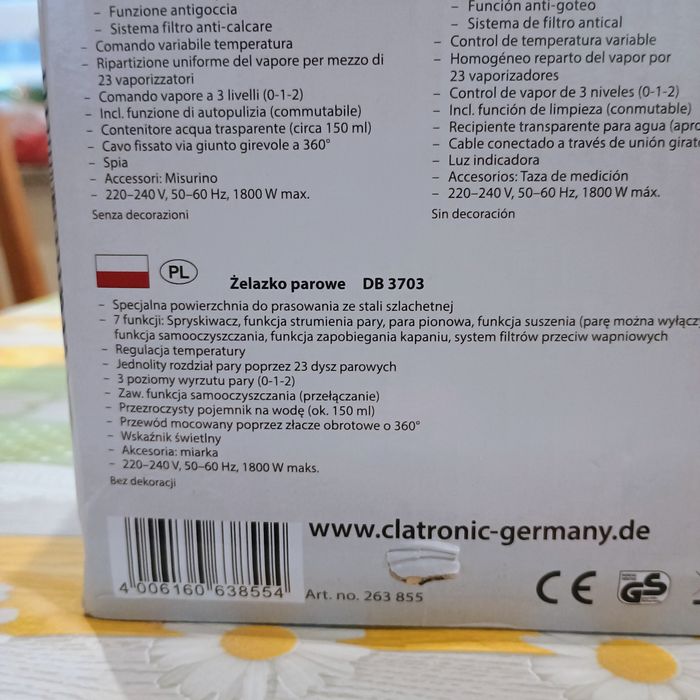 – Funzione antigoccia
– Sistema filtro anti-calcare
– Comando variabile temperatura
– Ripartizione uniforme del vapore per mezzo di
23 vaporizzatori
– Comando vapore a 3 livelli (0-1-2)
– Incl. funzione di autopulizia (commutabile)
– Contenitore acqua trasparente (circa 150 ml)
– Cavo fissato via giunto girevole a 360°
– Spia
– Accessori: Misurino
– 220–240 V, 50–60 Hz, 1800 W max.
Senza decorazioni
– Función anti-goteo
– Sistema de filtro antical
– Control de temperatura variable
– Homogéneo reparto del vapor por
23 vaporizadores
– Control de vapor de 3 niveles (0-1-2)
– Incl. función de limpieza (conmutable)
– Recipiente transparente para agua (apro
– Cable conectado a través de unión girat
– Luz indicadora
– Accesorios: Taza de medición
– 220–240 V, 50–60 Hz, 1800 W máx.
Sin decoración
PL
Żelazko parowe DB 3703
– Specjalna powierzchnia do prasowania ze stali szlachetnej
– 7 funkcji: Spryskiwacz, funkcja strumienia pary, para pionowa, funkcja suszenia (parę można wyłącz
funkcja samooczyszczania, funkcja zapobiegania kapaniu, system filtrów przeciw wapniowych
– Regulacja temperatury
– Jednolity rozdział pary poprzez 23 dysz parowych
– 3 poziomy wyrzutu pary (0-1-2)
– Zaw. funkcja samooczyszczania (przełączanie)
– Przezroczysty pojemnik na wodę (ok. 150 ml)
– Przewód mocowany poprzez złacze obrotowe o 360°
– Wskaźnik świetlny
– Akcesoria: miarka
– 220–240 V, 50–60 Hz, 1800 W maks.
Bez dekoracji
www.clatronic-germany.de
4 006160 638554
Art. no. 263 855
CE GS